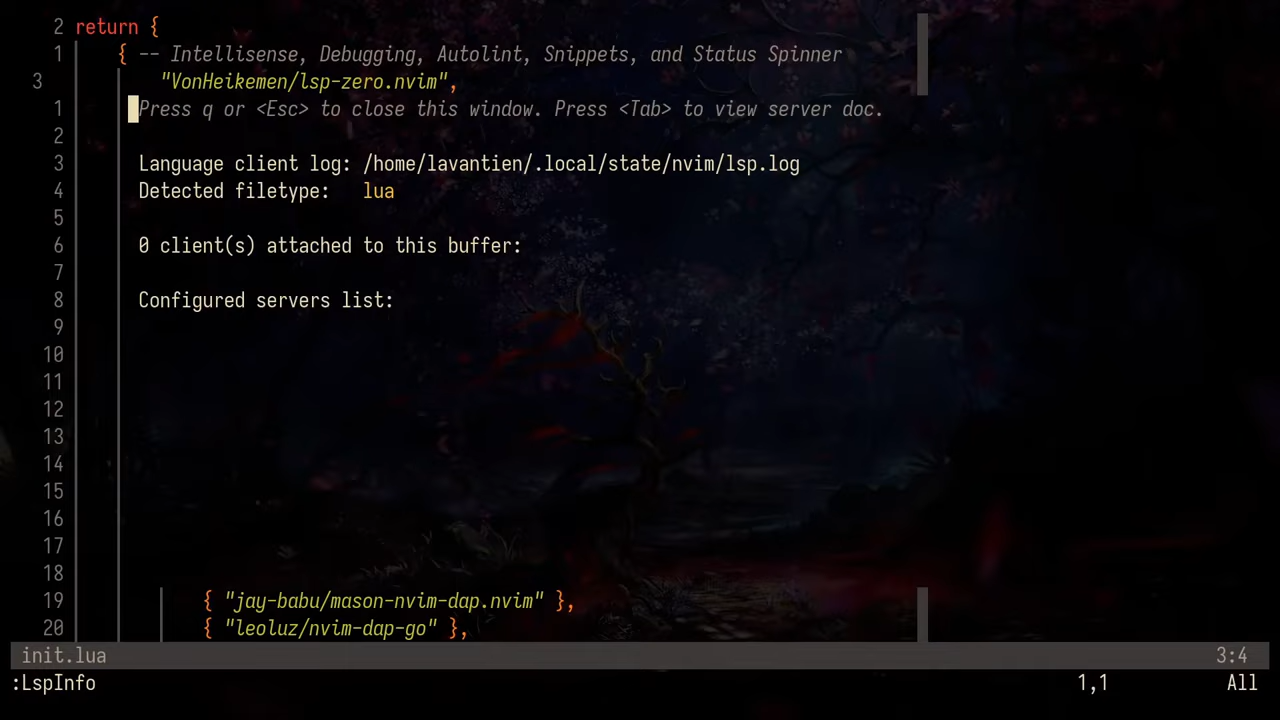 2 return {
1 { -- Intellisense, Debugging, Autolint, Snippets, and Status Spinner
3 "VonHeikemen/lsp-zero.nvim",
1 Press q or <Esc> to close this window. Press <Tab> to view server doc.
2
3 Language client log: /home/lavantien/.local/state/nvim/lsp.log
4 Detected filetype: lua
5
6 0 client(s) attached to this buffer:
7
8 Configured servers list:
9
10
11
12
13
14
15
16
17
18
19 { "jay-babu/mason-nvim-dap.nvim" },
20 { "leoluz/nvim-dap-go" },
init.lua 3:4
:LspInfo 1,1 All